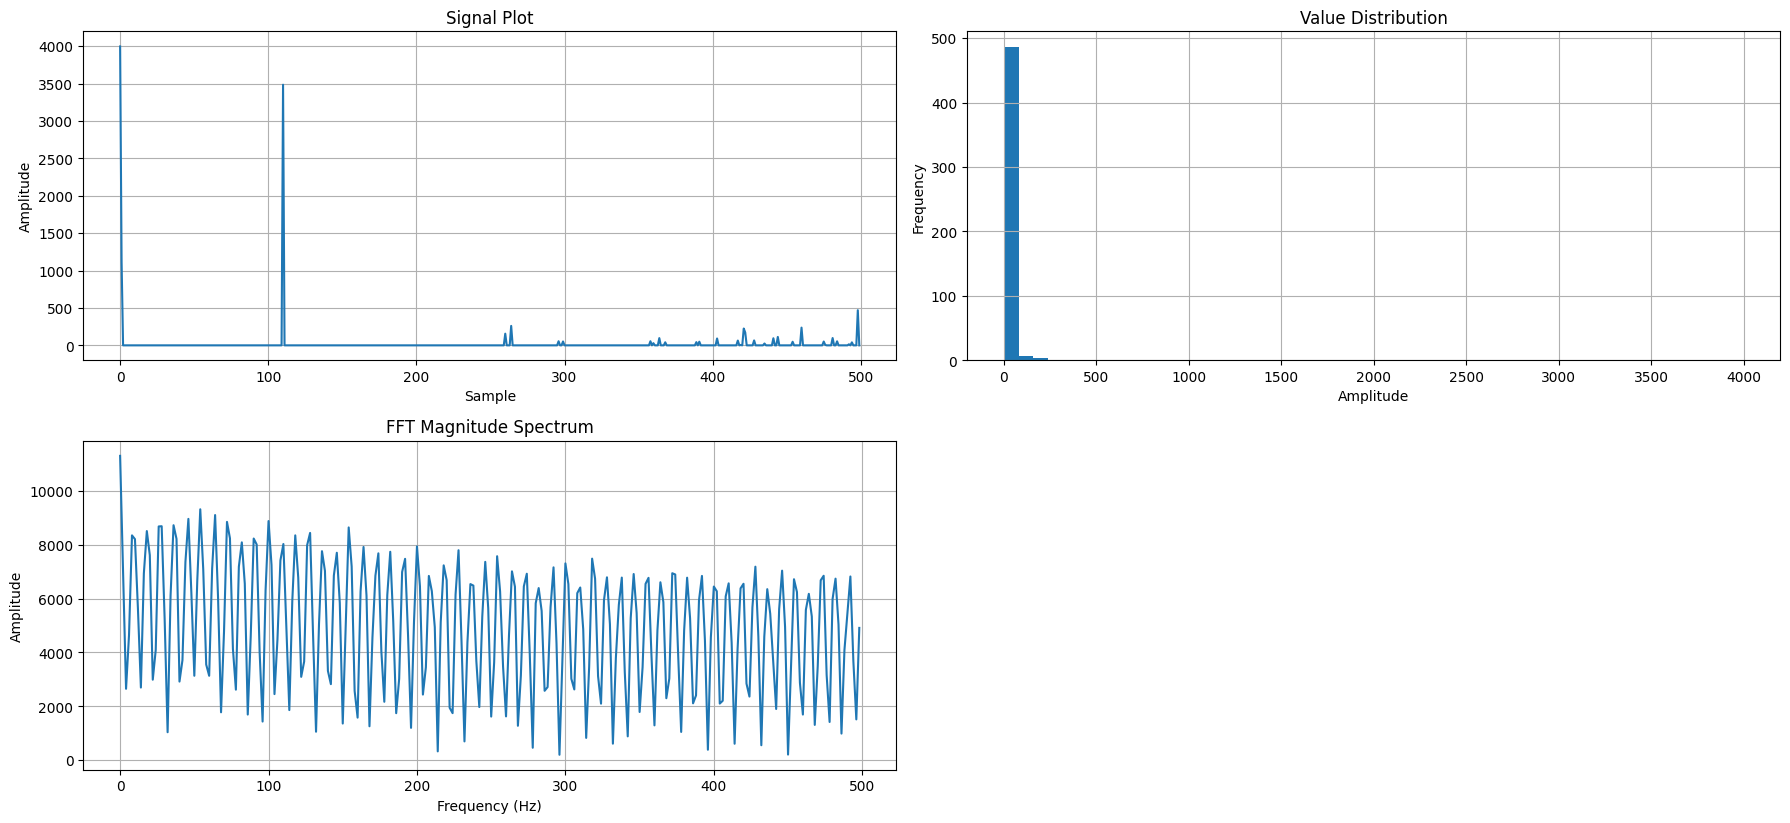 Signal Plot
4000
3500
3000
2500
2000
1500
1000
500
0
Amplitude
0 100 200 300 400 500
Sample
Value Distribution
500
400
300
200
100
0
Frequency
0 500 1000 1500 2000 2500 3000 3500 4000
Amplitude
FFT Magnitude Spectrum
10000
8000
6000
4000
2000
0
Amplitude
0 100 200 300 400 500
Frequency (Hz)